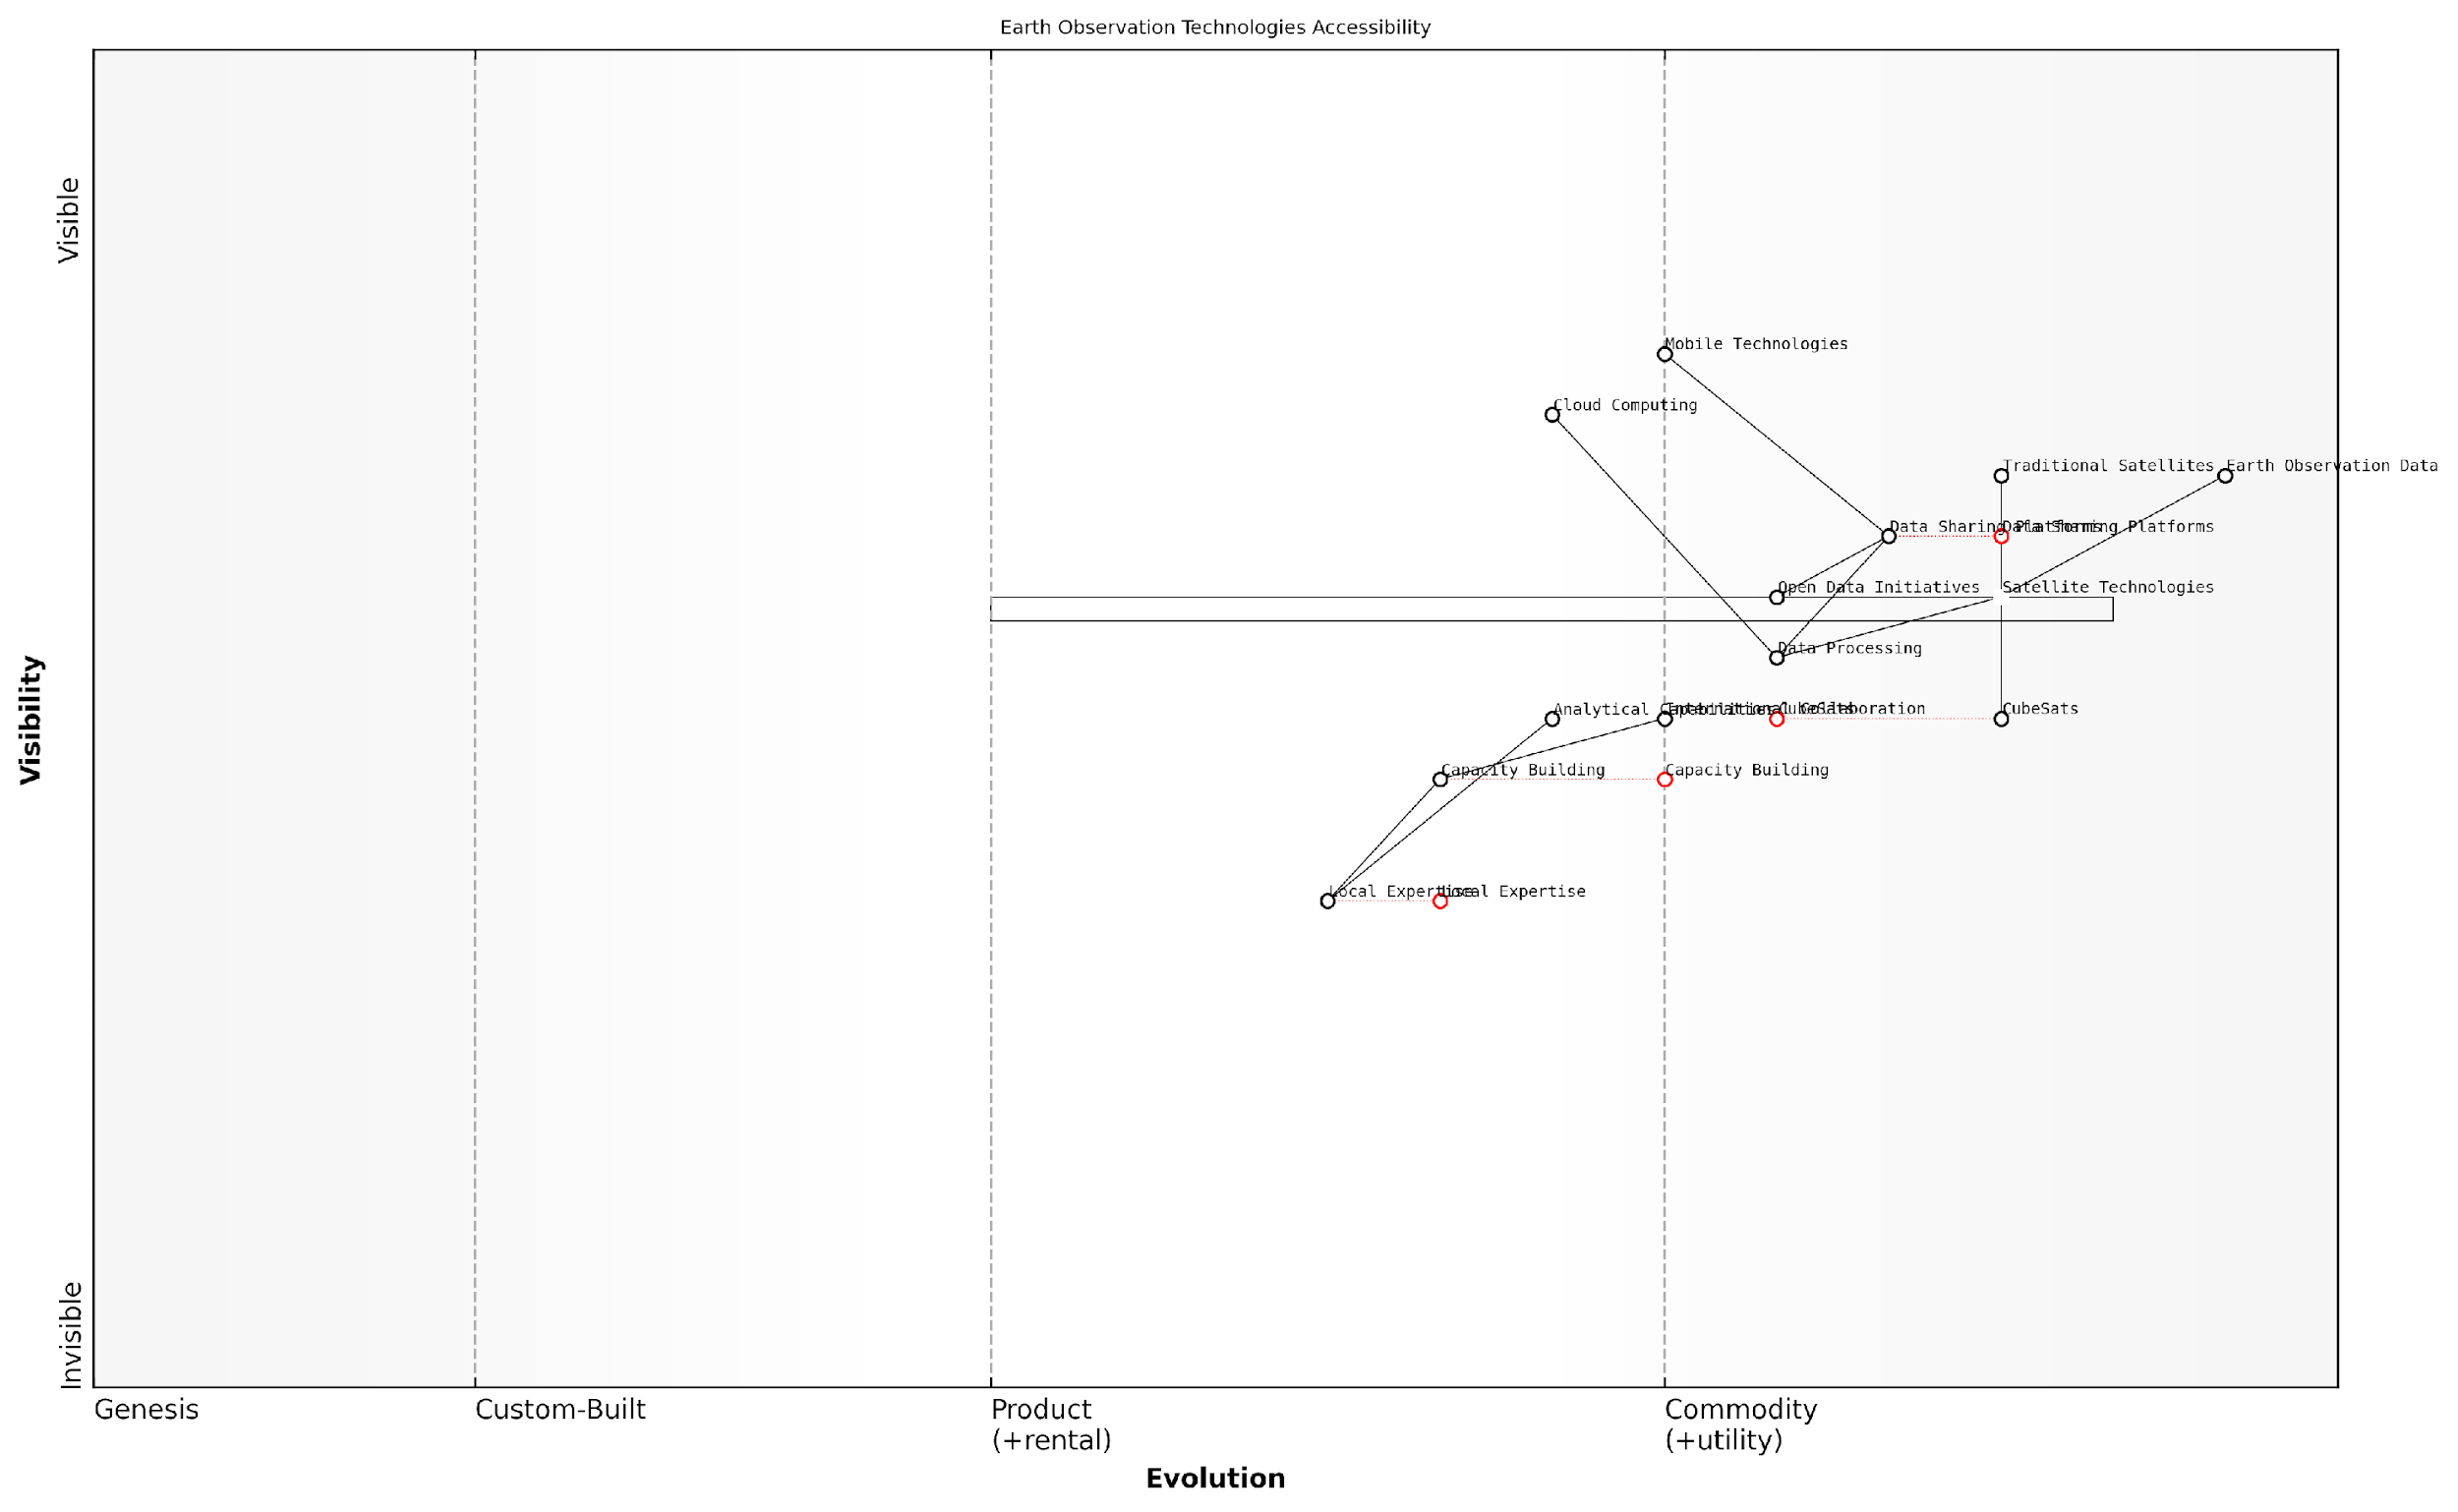 Earth Observation Technologies Accessibility
Visible
Mobile Technologies
Cloud Computing
Traditional Satellites
Earth Observation Data
Data Sharing Platforms
Data Sharing Platforms
Open Data Initiatives
Satellite Technologies
Data Processing
Analytical Capabilities
International Collaboration
CubeSats
CubeSats
Capacity Building
Capacity Building
Local Expertise
Local Expertise
Visibility
Invisible
Genesis
Custom-Built
Product
(+rental)
Commodity
(+utility)
Evolution